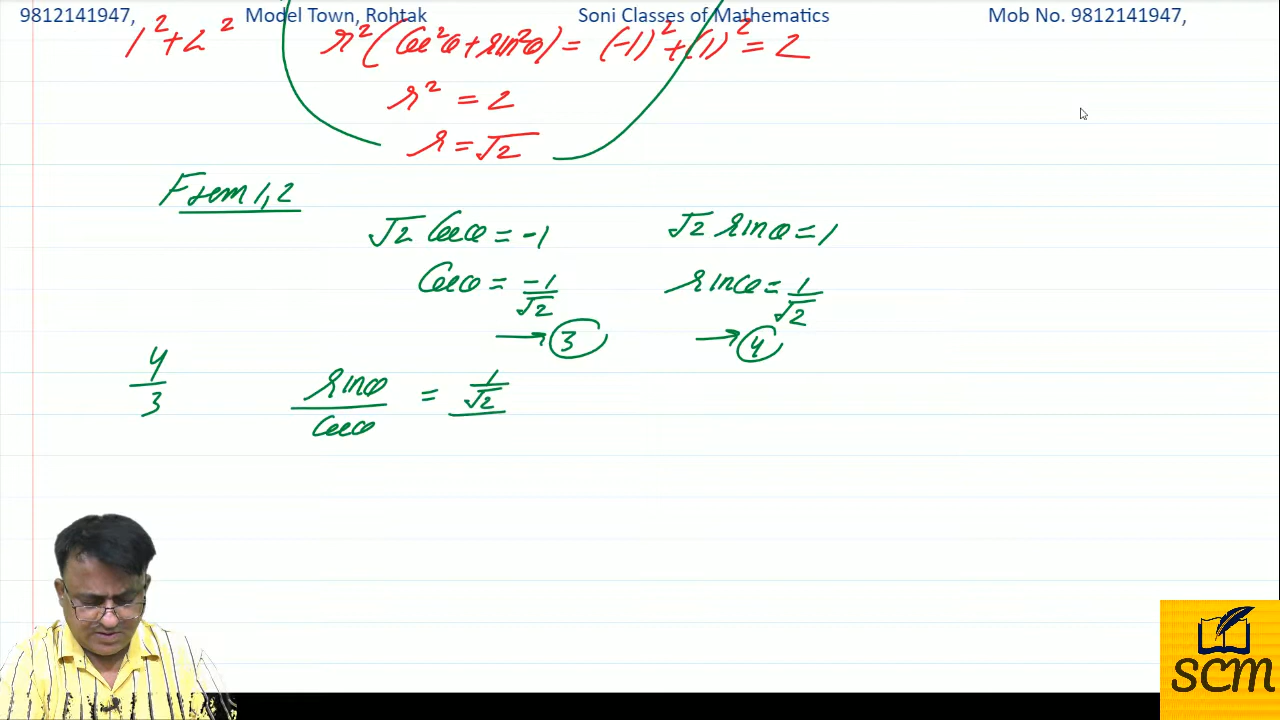 9812141947, Model Town, Rohtak Soni Classes of Mathematics Mob No. 9812141947,
1² + 2² r²(Cos²θ + sin²θ) = (-1)² + (1)² = 2
r² = 2
r = √2
From 1, 2
√2 Cosθ = -1 √2 sinθ = 1
Cosθ = -1/√2 sinθ = 1/√2
→ 3 → 4
4/3 sinθ/Cosθ = 1/√2
SCM